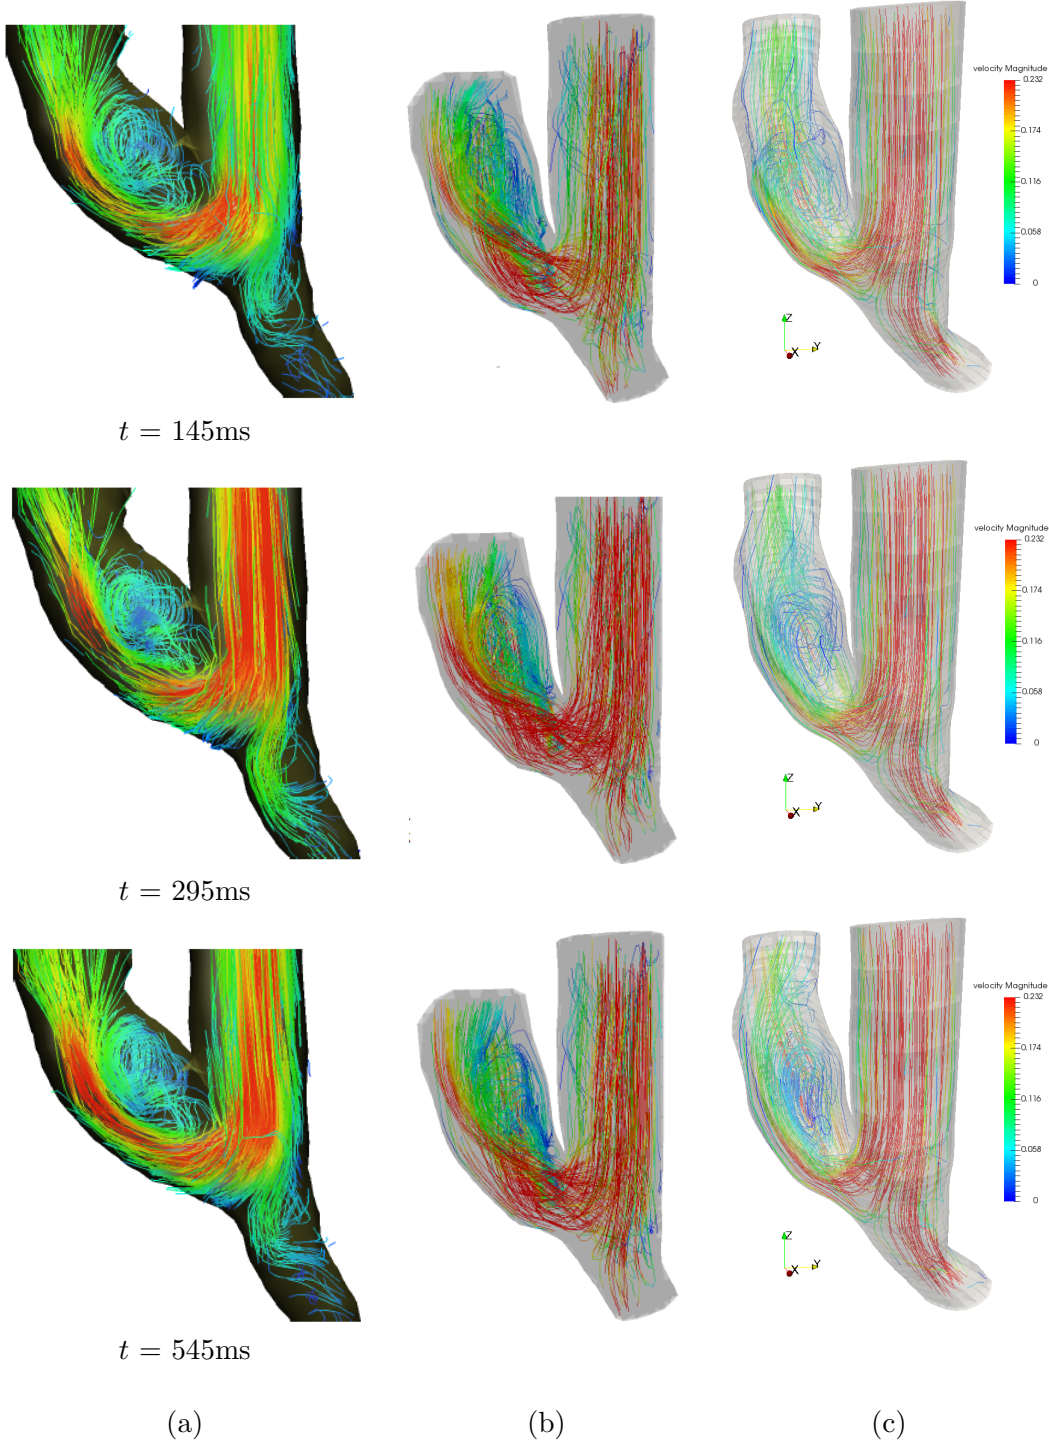 velocity Magnitude
0.232
0.174
0.116
0.058
0
Z
X
Y
t = 145ms
velocity Magnitude
0.232
0.174
0.116
0.058
0
Z
X
Y
t = 295ms
velocity Magnitude
0.232
0.174
0.116
0.058
0
Z
X
Y
t = 545ms
(a) (b) (c)